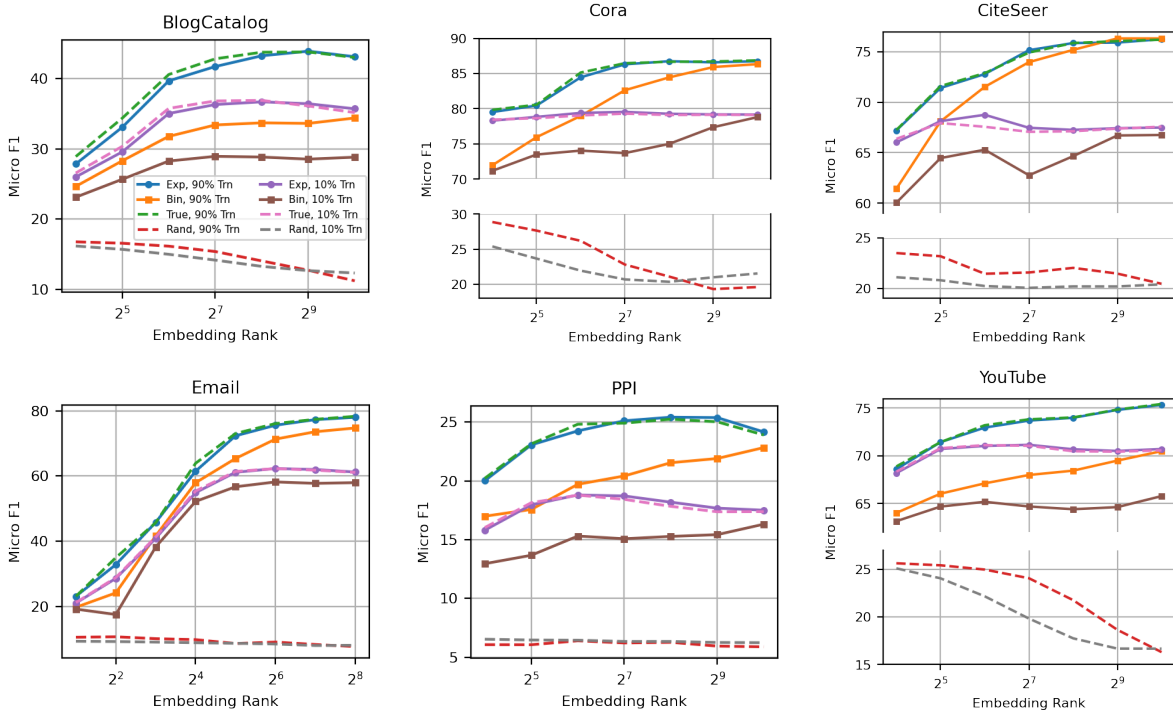 BlogCatalog
Micro F1
40
30
20
10
Exp, 90% Trn
Bin, 90% Trn
True, 90% Trn
Rand, 90% Trn
Exp, 10% Trn
Bin, 10% Trn
True, 10% Trn
Rand, 10% Trn
2^5
2^7
2^9
Embedding Rank
Cora
Micro F1
90
85
80
75
70
30
25
20
2^5
2^7
2^9
Embedding Rank
CiteSeer
Micro F1
75
70
65
60
25
20
2^5
2^7
2^9
Embedding Rank
Email
Micro F1
80
60
40
20
2^2
2^4
2^6
2^8
Embedding Rank
PPI
Micro F1
25
20
15
10
5
2^5
2^7
2^9
Embedding Rank
YouTube
Micro F1
75
70
65
25
20
15
2^5
2^7
2^9
Embedding Rank